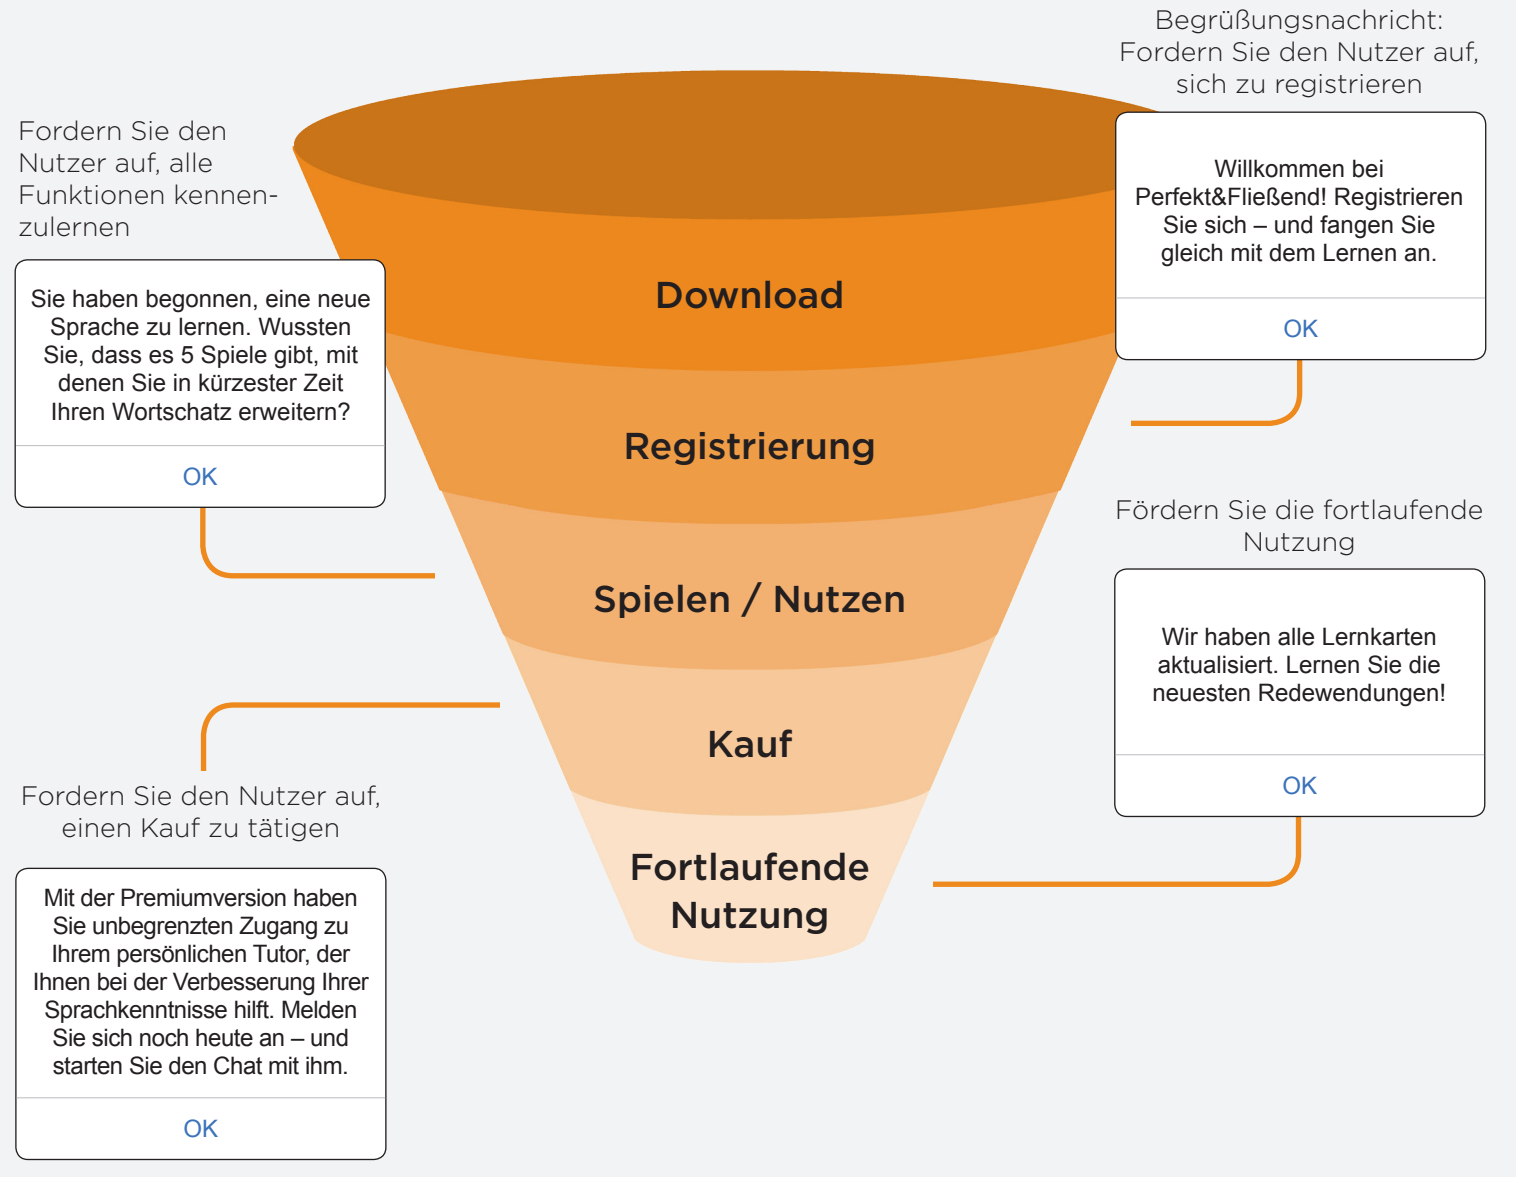 Begrüßungsnachricht:
Fordern Sie den Nutzer auf,
sich zu registrieren
Willkommen bei
Perfekt&Fließend! Registrieren
Sie sich – und fangen Sie
gleich mit dem Lernen an.
OK
Fordern Sie den
Nutzer auf, alle
Funktionen kennen-
zulernen
Sie haben begonnen, eine neue
Sprache zu lernen. Wussten
Sie, dass es 5 Spiele gibt, mit
denen Sie in kürzester Zeit
Ihren Wortschatz erweitern?
OK
Download
Registrierung
Spielen / Nutzen
Kauf
Fortlaufende
Nutzung
Fördern Sie die fortlaufende
Nutzung
Wir haben alle Lernkarten
aktualisiert. Lernen Sie die
neuesten Redewendungen!
OK
Fordern Sie den Nutzer auf,
einen Kauf zu tätigen
Mit der Premiumversion haben
Sie unbegrenzten Zugang zu
Ihrem persönlichen Tutor, der
Ihnen bei der Verbesserung Ihrer
Sprachkenntnisse hilft. Melden
Sie sich noch heute an – und
starten Sie den Chat mit ihm.
OK